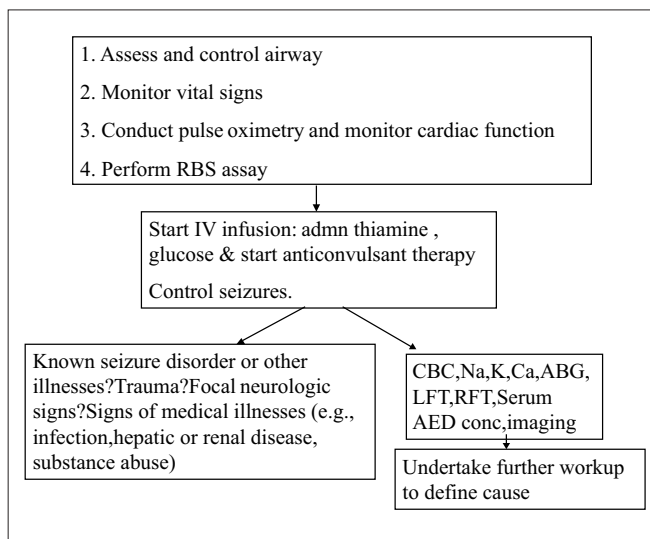 1. Assess and control airway
2. Monitor vital signs
3. Conduct pulse oximetry and monitor cardiac function
4. Perform RBS assay
Start IV infusion: admn thiamine ,
glucose & start anticonvulsant therapy
Control seizures.
Known seizure disorder or other
illnesses?Trauma?Focal neurologic
signs?Signs of medical illnesses (e.g.,
infection,hepatic or renal disease,
substance abuse)
CBC,Na,K,Ca,ABG,
LFT,RFT,Serum
AED conc,imaging
Undertake further workup
to define cause